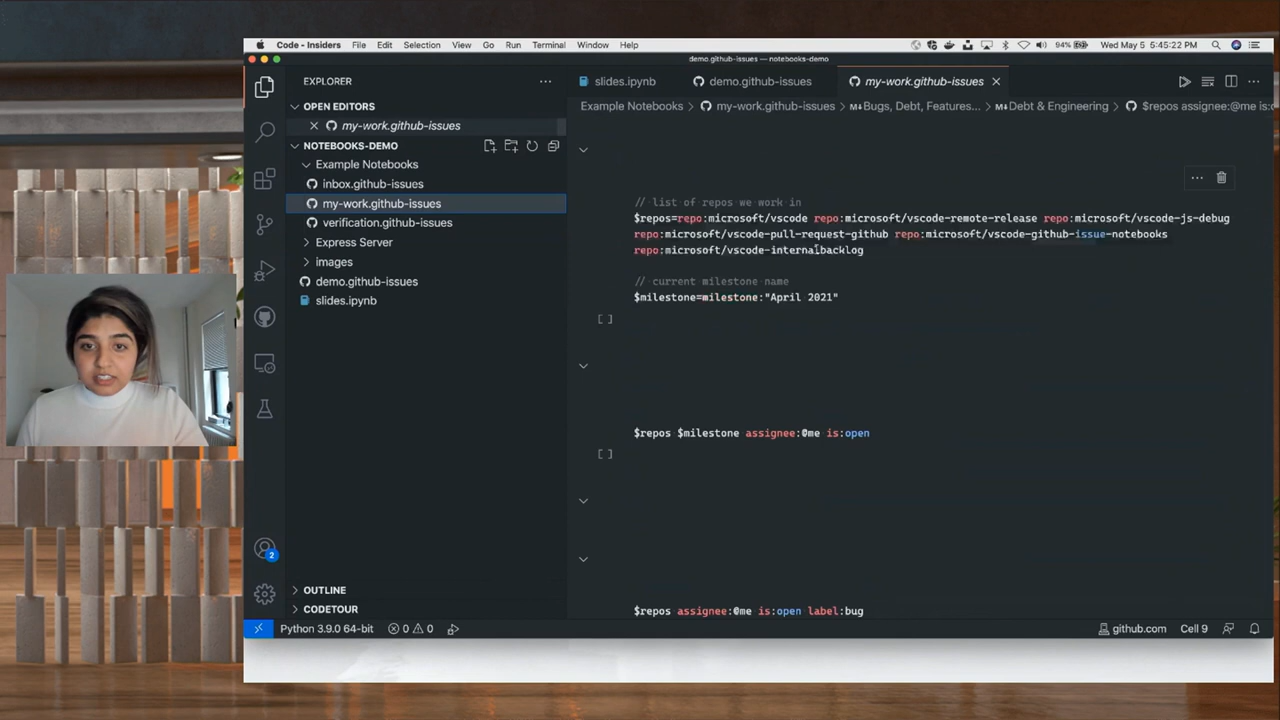 Code - Insiders File Edit Selection View Go Run Terminal Window Help 94% Wed May 5 5:45:22 PM
demo.github-issues — notebooks-demo
EXPLORER
slides.ipynb demo.github-issues my-work.github-issues
OPEN EDITORS
my-work.github-issues
Example Notebooks > my-work.github-issues > Bugs, Debt, Features... > Debt & Engineering > $repos assignee:@me is:o
NOTEBOOKS-DEMO
Example Notebooks
inbox.github-issues
my-work.github-issues
verification.github-issues
Express Server
images
demo.github-issues
slides.ipynb
OUTLINE
CODETOUR
// list of repos we work in
$repos=repo:microsoft/vscode repo:microsoft/vscode-remote-release repo:microsoft/vscode-js-debug
repo:microsoft/vscode-pull-request-github repo:microsoft/vscode-github-issue-notebooks
repo:microsoft/vscode-internalbacklog
// current milestone name
$milestone=milestone:"April 2021"
[ ]
$repos $milestone assignee:@me is:open
[ ]
$repos assignee:@me is:open label:bug
2
Python 3.9.0 64-bit 0 0 github.com Cell 9